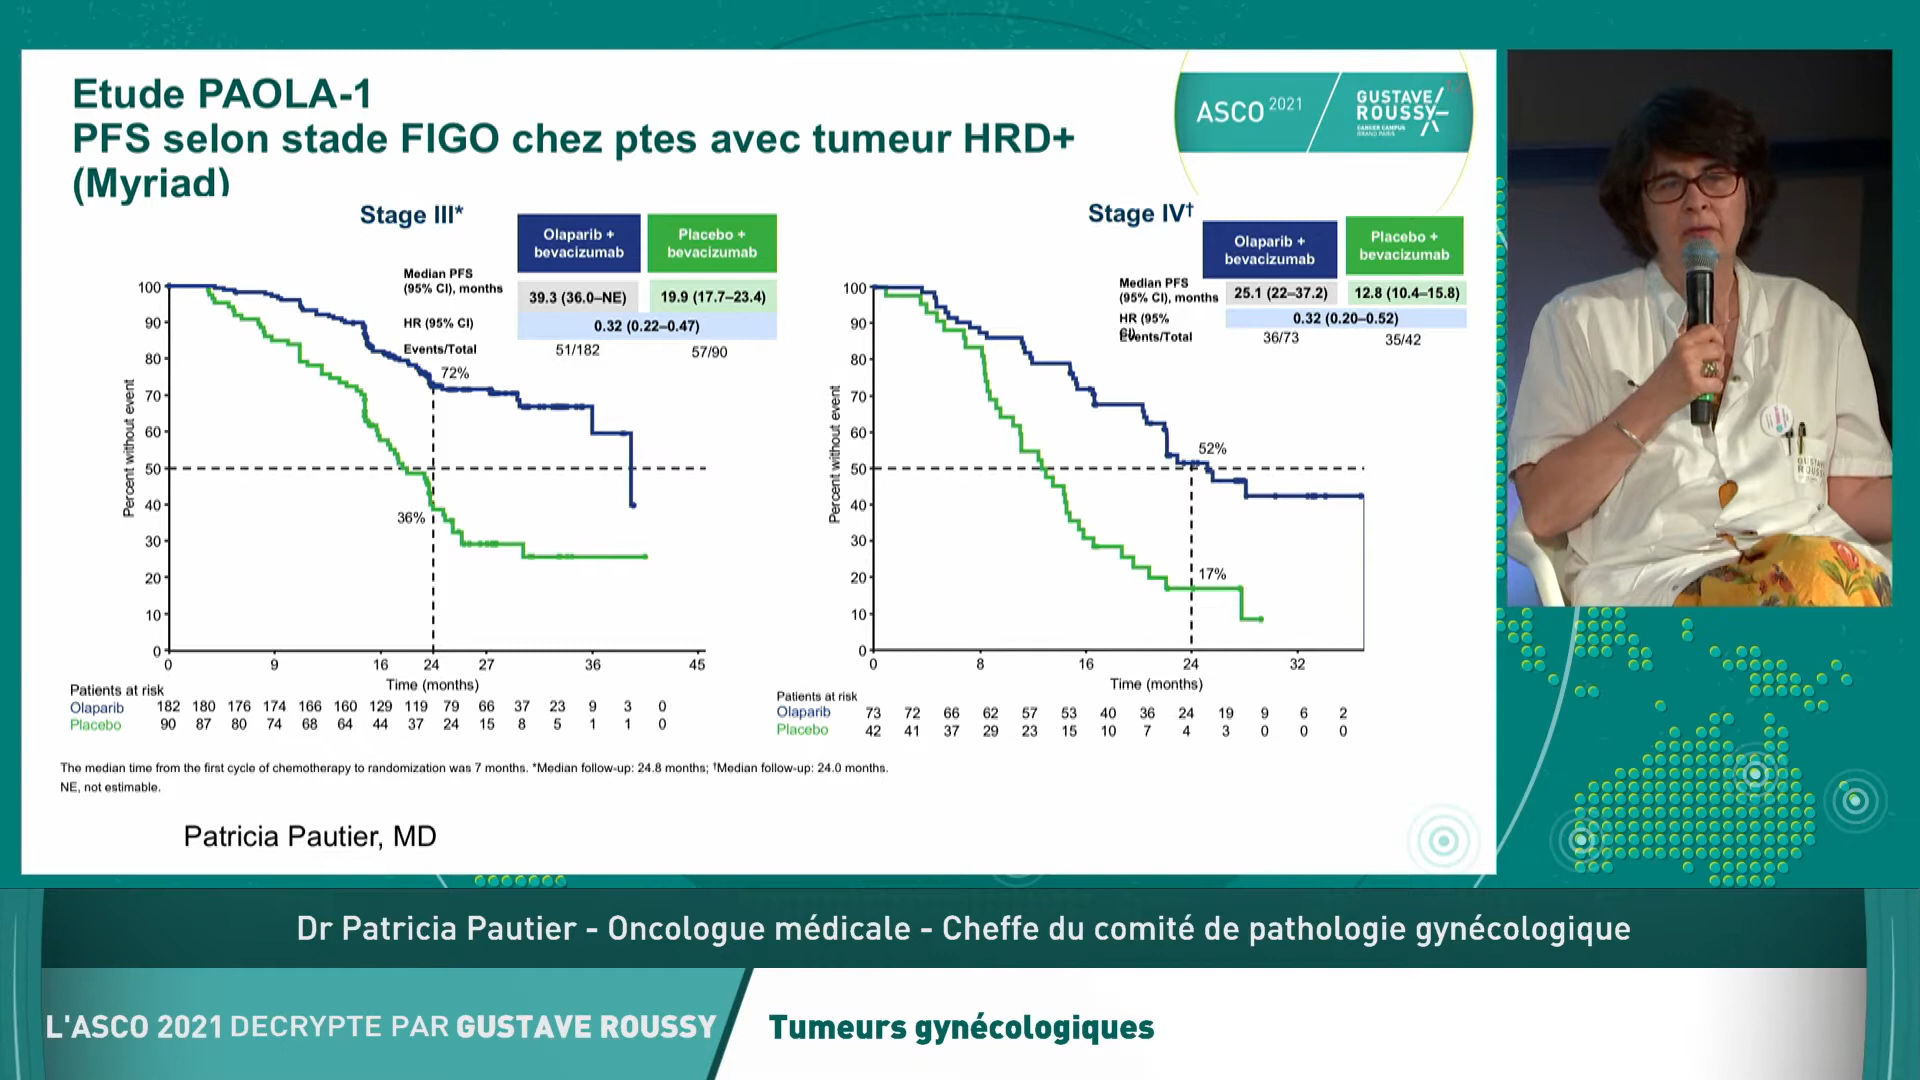 Etude PAOLA-1
PFS selon stade FIGO chez ptes avec tumeur HRD+
(Myriad)
ASCO 2021
GUSTAVE/
ROUSSY
CANCER CAMPUS
GRAND PARIS
Stage III*
Olaparib +
bevacizumab
Placebo +
bevacizumab
Median PFS
(95% CI), months
39.3 (36.0–NE)
19.9 (17.7–23.4)
HR (95% CI)
0.32 (0.22–0.47)
Events/Total
51/182
57/90
Percent without event
100
90
80
70
60
50
40
30
20
10
0
72%
36%
0 9 16 24 27 36 45
Time (months)
Patients at risk
Olaparib 182 180 176 174 166 160 129 119 79 66 37 23 9 3 0
Placebo 90 87 80 74 68 64 44 37 24 15 8 5 1 1 0
Stage IV†
Olaparib +
bevacizumab
Placebo +
bevacizumab
Median PFS
(95% CI), months
25.1 (22–37.2)
12.8 (10.4–15.8)
HR (95%
CI)
0.32 (0.20–0.52)
Events/Total
36/73
35/42
Percent without event
100
90
80
70
60
50
40
30
20
10
0
52%
17%
0 8 16 24 32
Time (months)
Patients at risk
Olaparib 73 72 66 62 57 53 40 36 24 19 9 6 2
Placebo 42 41 37 29 23 15 10 7 4 3 0 0 0
The median time from the first cycle of chemotherapy to randomization was 7 months. *Median follow-up: 24.8 months; †Median follow-up: 24.0 months.
NE, not estimable.
Patricia Pautier, MD
Dr Patricia Pautier - Oncologue médicale - Cheffe du comité de pathologie gynécologique
L'ASCO 2021 DECRYPTE PAR GUSTAVE ROUSSY
Tumeurs gynécologiques